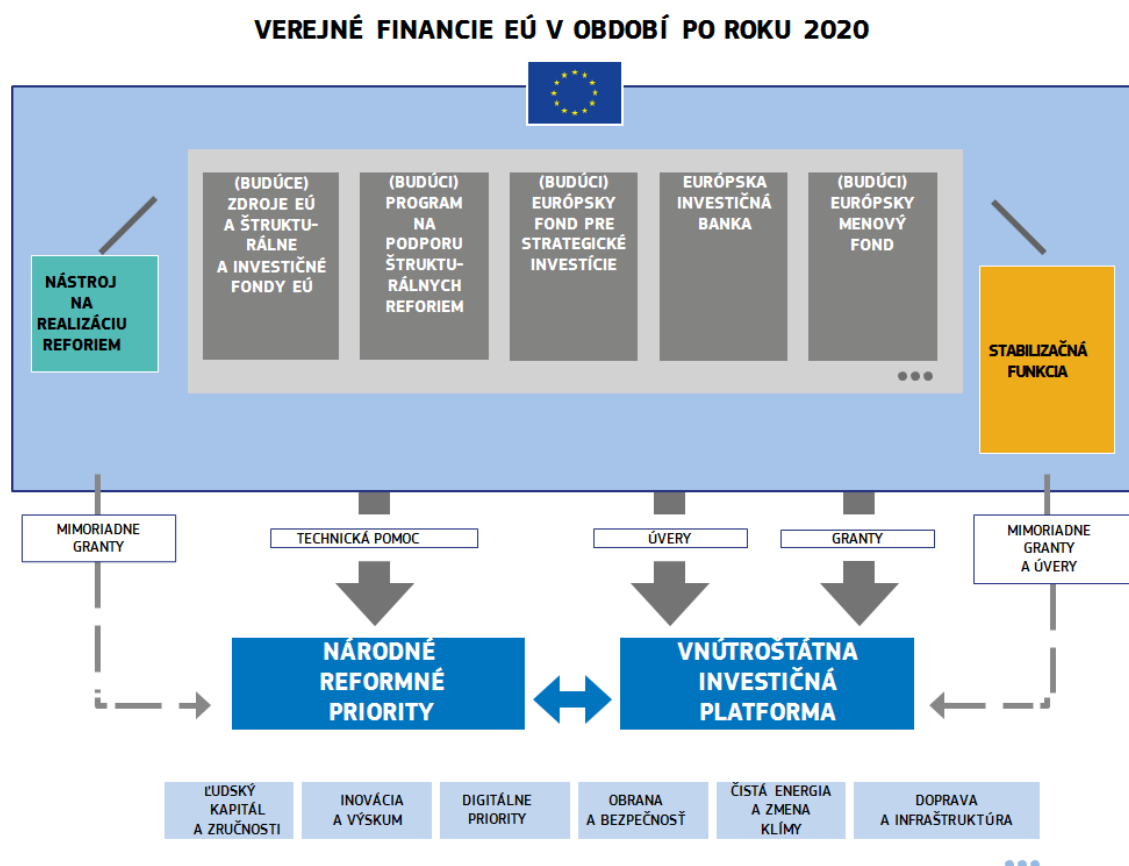 VEREJNÉ FINANCIE EÚ V OBDOBÍ PO ROKU 2020
(BUDÚCE)
ZDROJE EÚ
A ŠTRUKTU-
RÁLNE
A INVESTIČNÉ
FONDY EÚ
(BUDÚCI)
PROGRAM
NA
PODPORU
ŠTRUKTU-
RÁLNYCH
REFORIEM
(BUDÚCI)
EURÓPSKY
FOND PRE
STRATEGICKÉ
INVESTÍCIE
EURÓPSKA
INVESTIČNÁ
BANKA
(BUDÚCI)
EURÓPSKY
MENOVÝ
FOND
NÁSTROJ
NA
REALIZÁCIU
REFORIEM
STABILIZAČNÁ
FUNKCIA
MIMORIADNE
GRANTY
TECHNICKÁ POMOC
ÚVERY
GRANTY
MIMORIADNE
GRANTY
A ÚVERY
NÁRODNÉ
REFORMNÉ
PRIORITY
VNÚTROŠTÁTNA
INVESTIČNÁ
PLATFORMA
ĽUDSKÝ
KAPITÁL
A ZRUČNOSTI
INOVÁCIA
A VÝSKUM
DIGITÁLNE
PRIORITY
OBRANA
A BEZPEČNOSŤ
ČISTÁ ENERGIA
A ZMENA
KLÍMY
DOPRAVA
A INFRAŠTRUKTÚRA